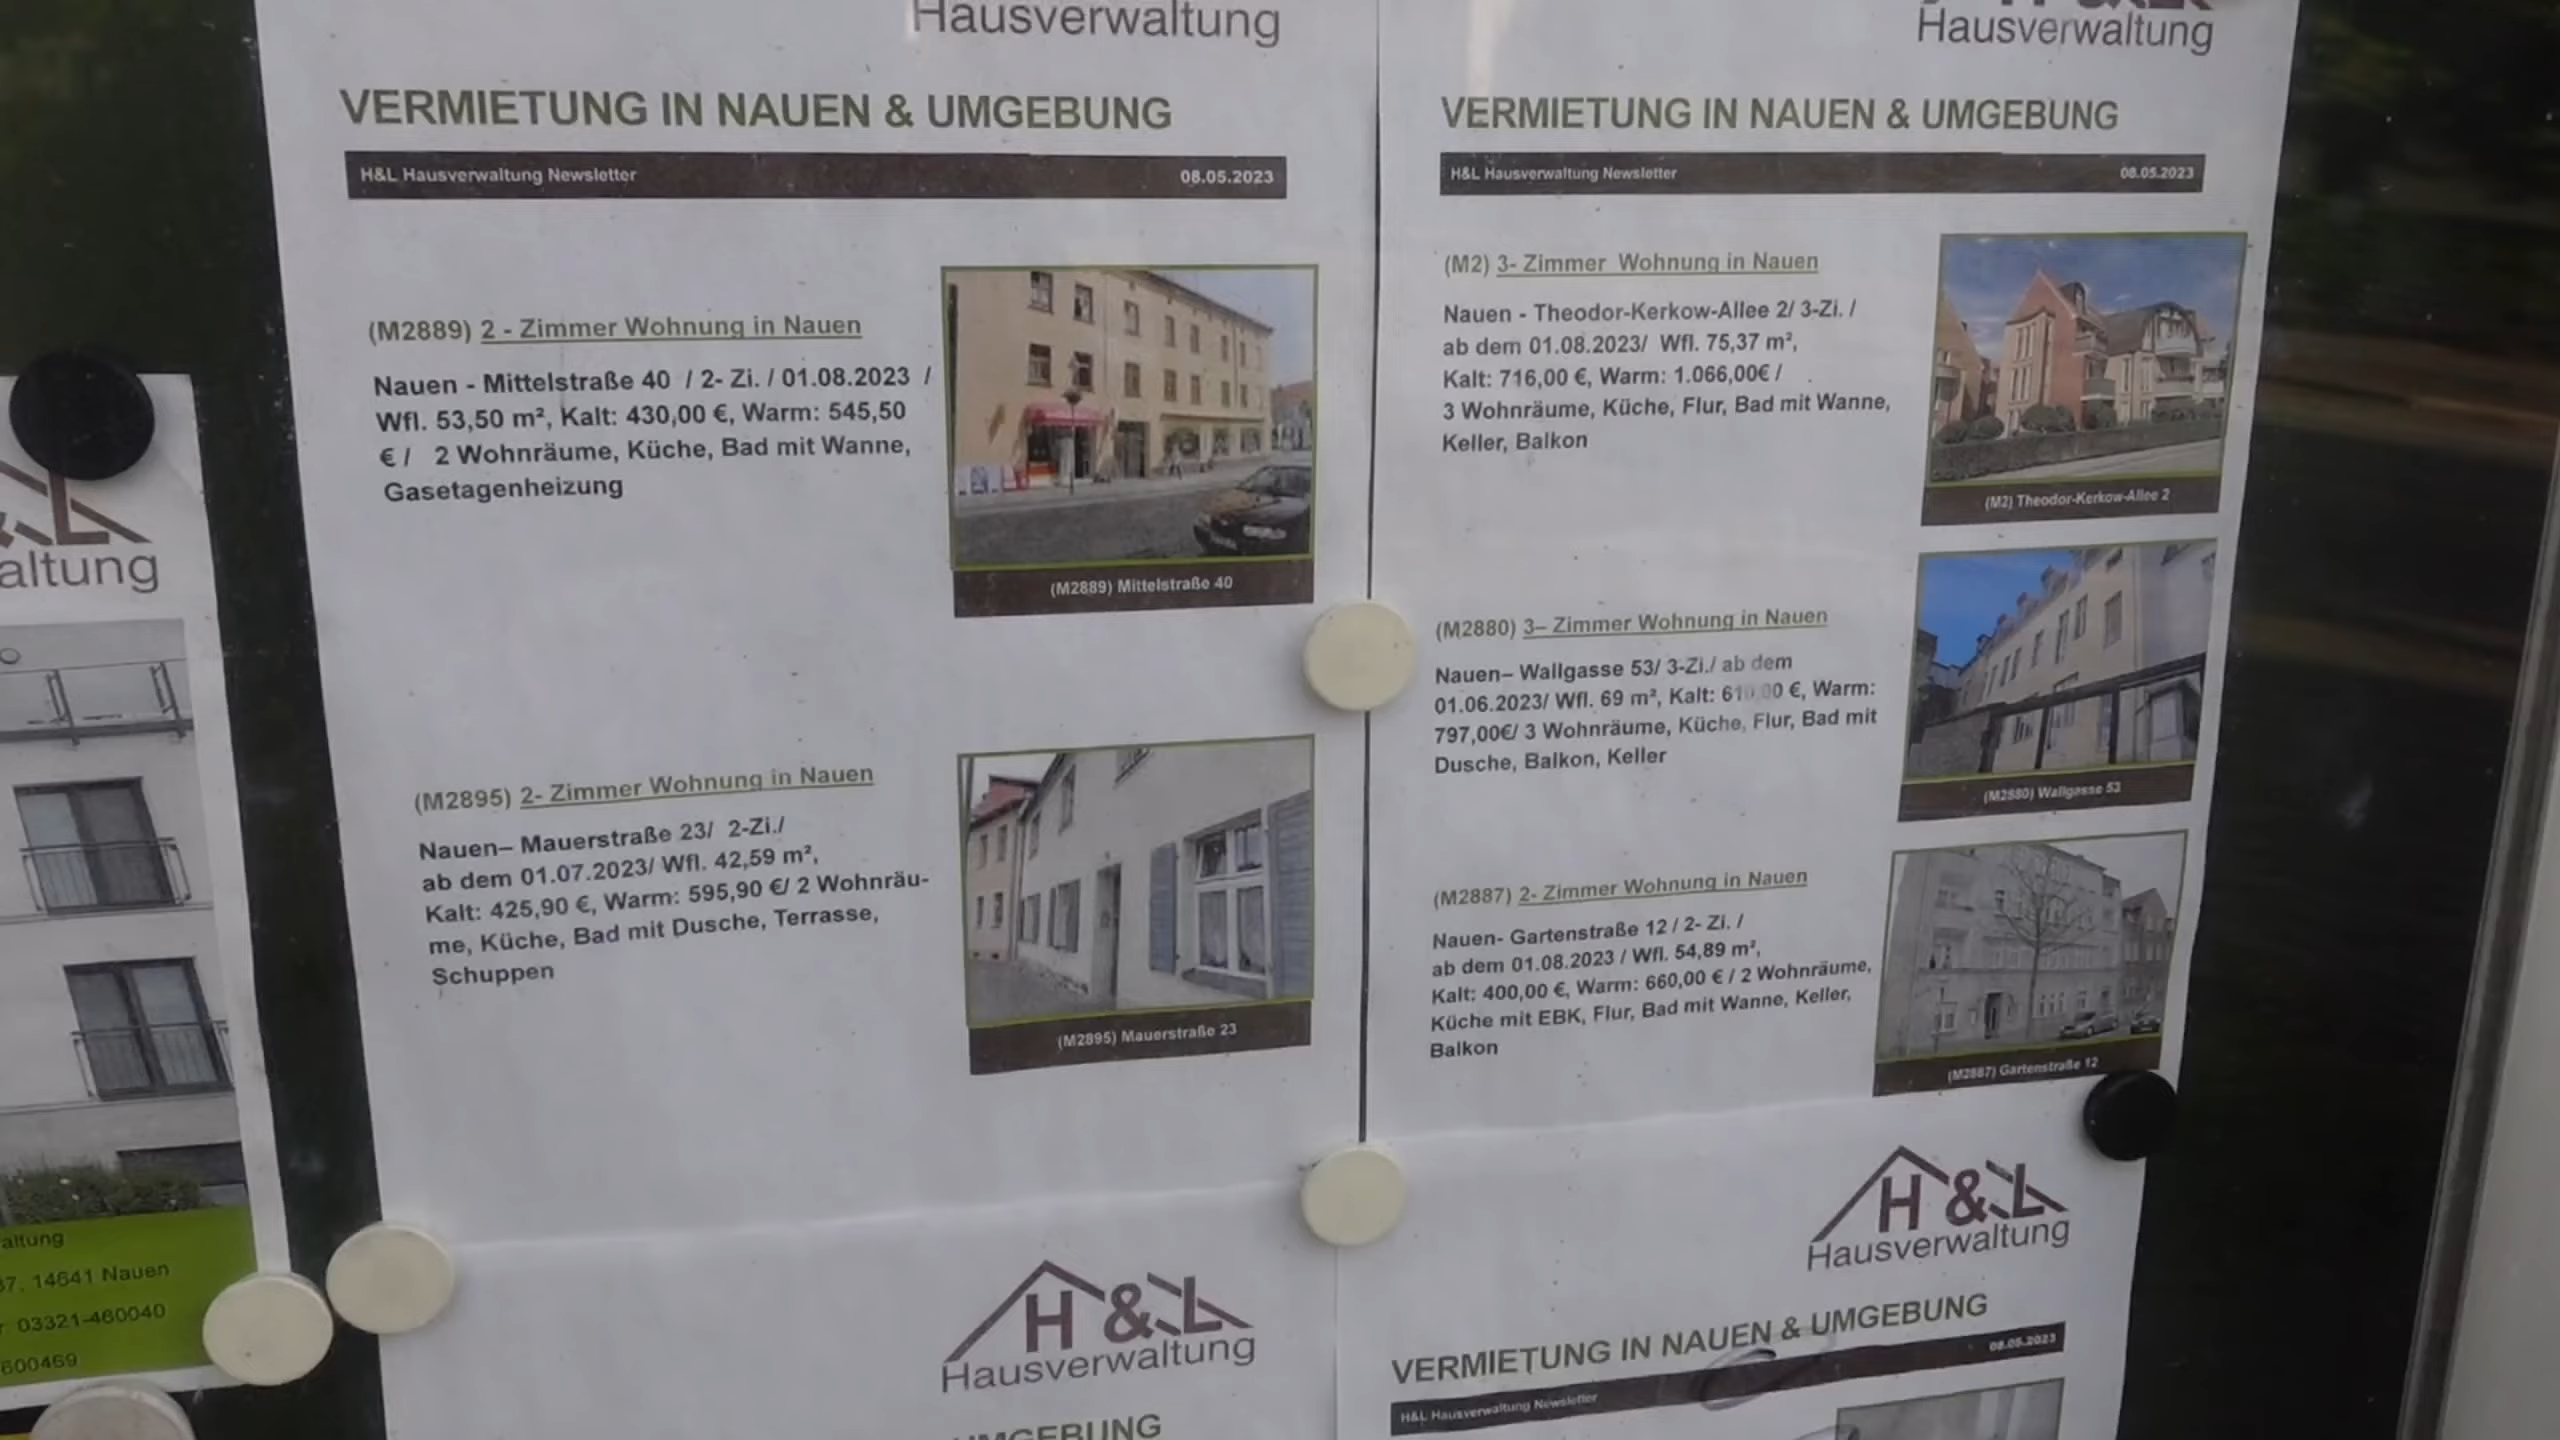 Hausverwaltung
VERMIETUNG IN NAUEN & UMGEBUNG
H&L Hausverwaltung Newsletter 08.05.2023
(M2889) 2 - Zimmer Wohnung in Nauen
Nauen - Mittelstraße 40 / 2- Zi. / 01.08.2023 /
Wfl. 53,50 m², Kalt: 430,00 €, Warm: 545,50
€ / 2 Wohnräume, Küche, Bad mit Wanne,
Gasetagenheizung
(M2889) Mittelstraße 40
(M2895) 2- Zimmer Wohnung in Nauen
Nauen– Mauerstraße 23/ 2-Zi./
ab dem 01.07.2023/ Wfl. 42,59 m²,
Kalt: 425,90 €, Warm: 595,90 €/ 2 Wohnräu-
me, Küche, Bad mit Dusche, Terrasse,
Schuppen
(M2895) Mauerstraße 23
H&L
Hausverwaltung
UMGEBUNG
Hausverwaltung
VERMIETUNG IN NAUEN & UMGEBUNG
H&L Hausverwaltung Newsletter 08.05.2023
(M2) 3- Zimmer Wohnung in Nauen
Nauen - Theodor-Kerkow-Allee 2/ 3-Zi. /
ab dem 01.08.2023/ Wfl. 75,37 m²,
Kalt: 716,00 €, Warm: 1.066,00€ /
3 Wohnräume, Küche, Flur, Bad mit Wanne,
Keller, Balkon
(M2) Theodor-Kerkow-Allee 2
(M2880) 3– Zimmer Wohnung in Nauen
Nauen– Wallgasse 53/ 3-Zi./ ab dem
01.06.2023/ Wfl. 69 m², Kalt: €, Warm:
797,00€/ 3 Wohnräume, Küche, Flur, Bad mit
Dusche, Balkon, Keller
(M2880) Wallgasse 53
(M2887) 2- Zimmer Wohnung in Nauen
Nauen- Gartenstraße 12 / 2- Zi. /
ab dem 01.08.2023 / Wfl. 54,89 m²,
Kalt: 400,00 €, Warm: 660,00 € / 2 Wohnräume,
Küche mit EBK, Flur, Bad mit Wanne, Keller,
Balkon
(M2887) Gartenstraße 12
H&L
Hausverwaltung
VERMIETUNG IN NAUEN & UMGEBUNG
H&L Hausverwaltung Newsletter 08.05.2023
&L
altung
altung
37, 14641 Nauen
03321-460040
600469